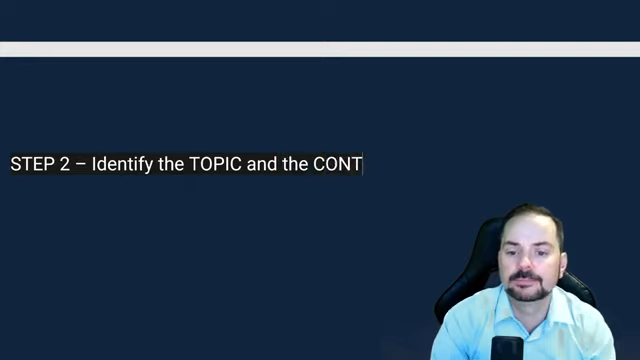 STEP 2 – Identify the TOPIC and the CONT